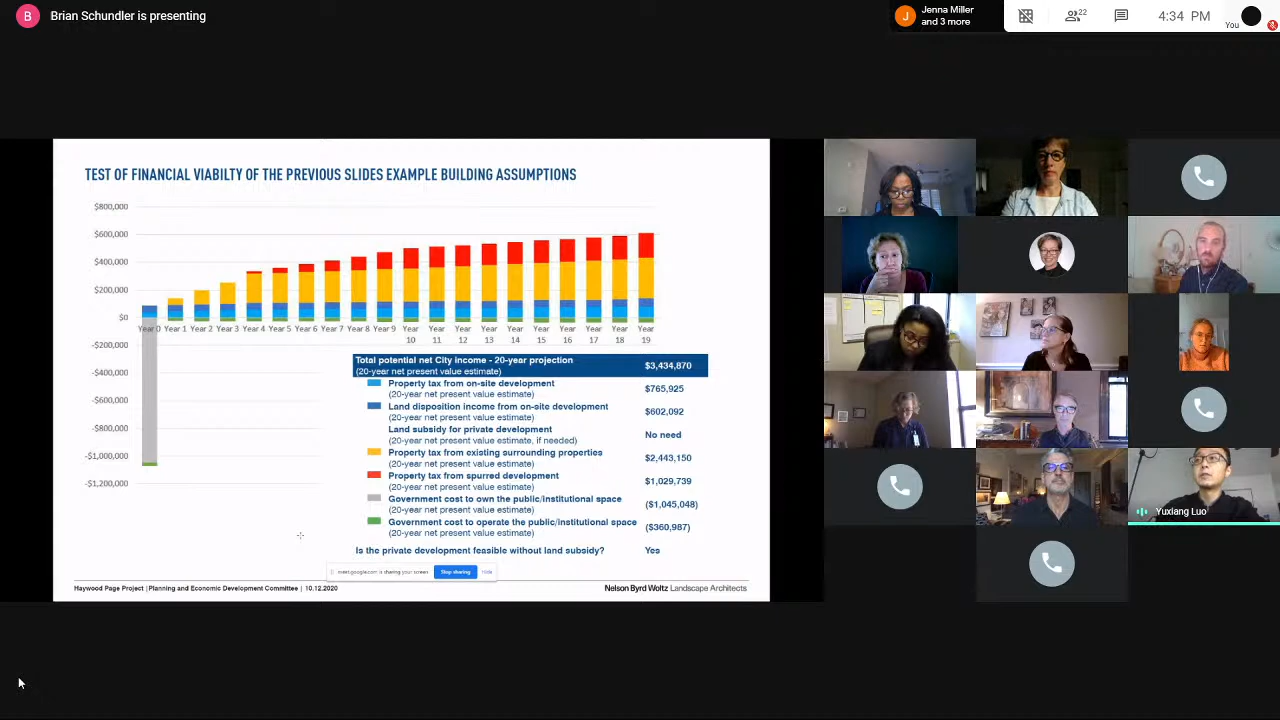 B Brian Schundler is presenting
J Jenna Miller
and 3 more
22
4:34 PM
You
TEST OF FINANCIAL VIABILTY OF THE PREVIOUS SLIDES EXAMPLE BUILDING ASSUMPTIONS
$800,000
$600,000
$400,000
$200,000
$0
-$200,000
-$400,000
-$600,000
-$800,000
-$1,000,000
-$1,200,000
Year 0 Year 1 Year 2 Year 3 Year 4 Year 5 Year 6 Year 7 Year 8 Year 9 Year 10 Year 11 Year 12 Year 13 Year 14 Year 15 Year 16 Year 17 Year 18 Year 19
Total potential net City income - 20-year projection
(20-year net present value estimate) $3,434,870
Property tax from on-site development
(20-year net present value estimate) $765,925
Land disposition income from on-site development
(20-year net present value estimate) $602,092
Land subsidy for private development
(20-year net present value estimate, if needed) No need
Property tax from existing surrounding properties
(20-year net present value estimate) $2,443,150
Property tax from spurred development
(20-year net present value estimate) $1,029,739
Government cost to own the public/institutional space
(20-year net present value estimate) ($1,045,048)
Government cost to operate the public/institutional space
(20-year net present value estimate) ($360,987)
Is the private development feasible without land subsidy? Yes
meet.google.com is sharing your screen. Stop sharing Hide
Haywood Page Project |Planning and Economic Development Committee | 10.12.2020
Nelson Byrd Woltz Landscape Architects
Yuxiang Luo